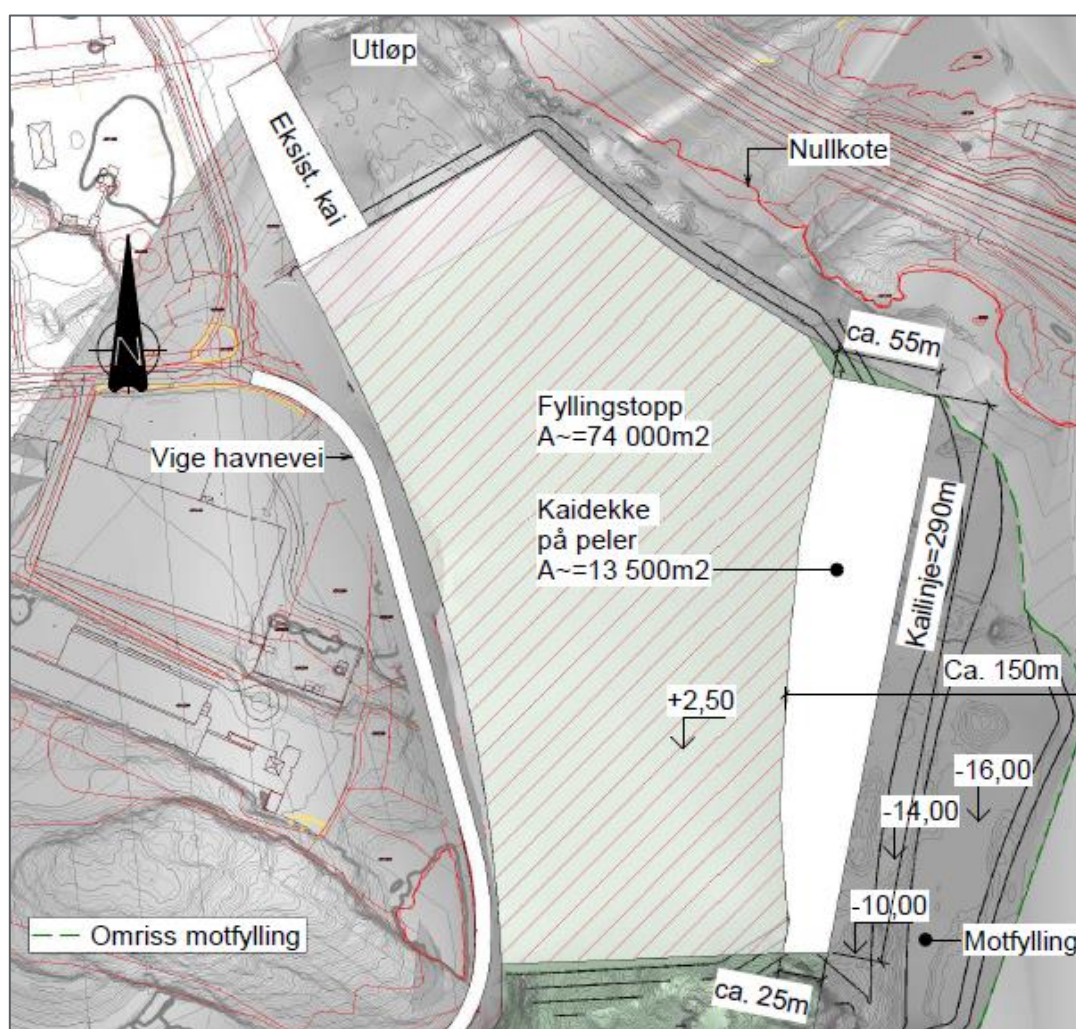 Utløp
Eksist. kai
Nullkote
ca. 55m
Fyllingstopp
A~=74 000m2
Vige havnevei
Kaidekke
på peler
A~=13 500m2
Kailinje=290m
Ca. 150m
+2,50
-16,00
-14,00
-10,00
Omriss motfylling
Motfylling
ca. 25m
N